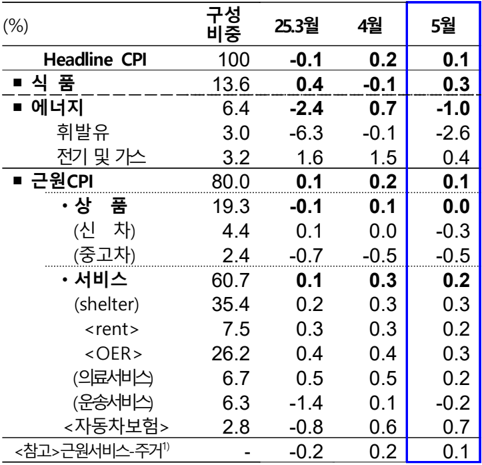 (%) 구성 비중 25.3월 4월 5월
Headline CPI 100 -0.1 0.2 0.1
▪ 식 품 13.6 0.4 -0.1 0.3
▪ 에너지 6.4 -2.4 0.7 -1.0
휘발유 3.0 -6.3 -0.1 -2.6
전기 및 가스 3.2 1.6 1.5 0.4
▪ 근원CPI 80.0 0.1 0.2 0.1
・상 품 19.3 -0.1 0.1 0.0
(신 차) 4.4 0.1 0.0 -0.3
(중고차) 2.4 -0.7 -0.5 -0.5
・서비스 60.7 0.1 0.3 0.2
(shelter) 35.4 0.2 0.3 0.3
<rent> 7.5 0.3 0.3 0.2
<OER> 26.2 0.4 0.4 0.3
(의료서비스) 6.7 0.5 0.5 0.2
(운송서비스) 6.3 -1.4 0.1 -0.2
<자동차보험> 2.8 -0.8 0.6 0.7
<참고>근원서비스-주거¹⁾ - -0.2 0.2 0.1